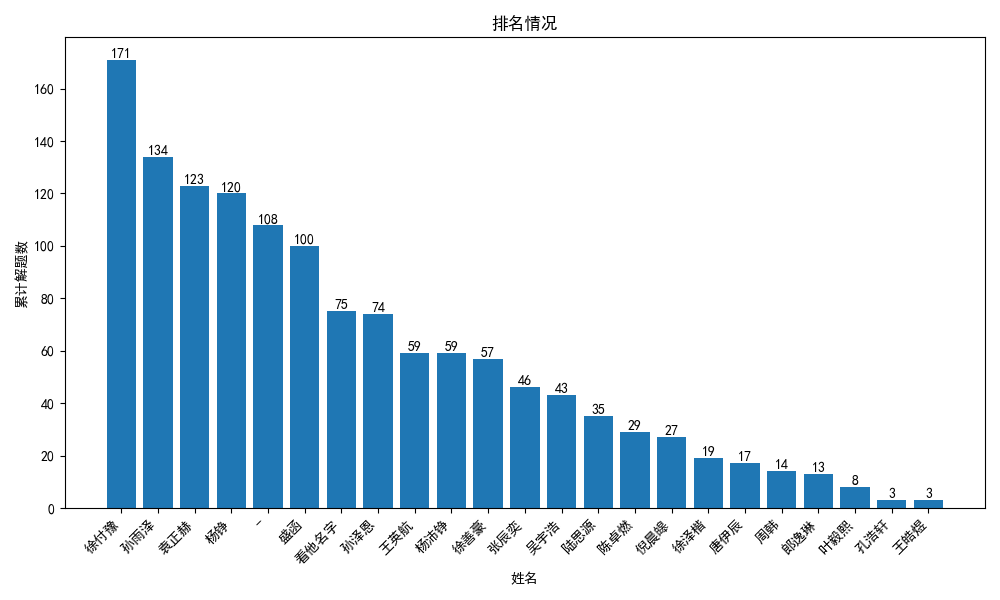 排名情况
累计解题数
160
140
120
100
80
60
40
20
0
171
134
123
120
108
100
75
74
59
59
57
46
43
35
29
27
19
17
14
13
8
3
3
徐付豫
孙雨泽
袁正赫
杨铮
-
盛函
看他名字
孙泽恩
王英航
杨沛铮
徐善豪
张辰奕
吴宇浩
陆思源
陈卓燃
倪晨皞
徐泽楷
唐伊辰
周韩
郎逸琳
叶毅熙
孔浩轩
王皓煜
姓名